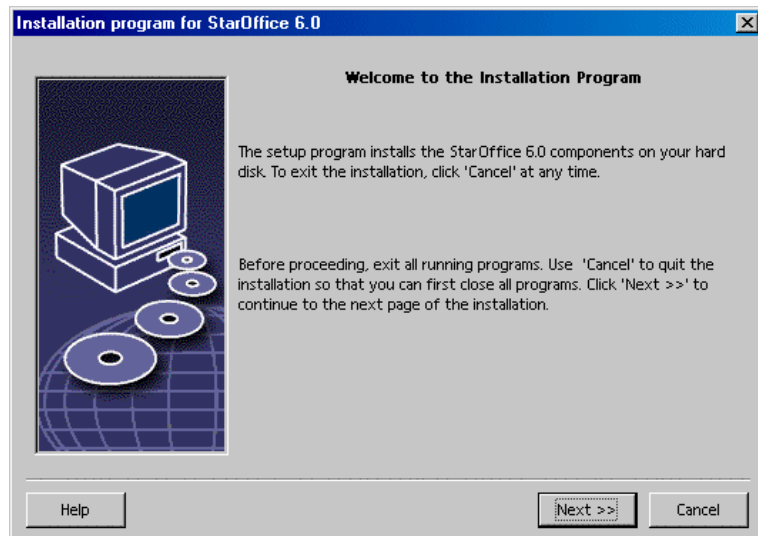 Installation program for StarOffice 6.0
Welcome to the Installation Program
The setup program installs the StarOffice 6.0 components on your hard
disk. To exit the installation, click 'Cancel' at any time.
Before proceeding, exit all running programs. Use  'Cancel' to quit the
installation so that you can first close all programs. Click 'Next >>' to
continue to the next page of the installation.
Help
Next >>
Cancel